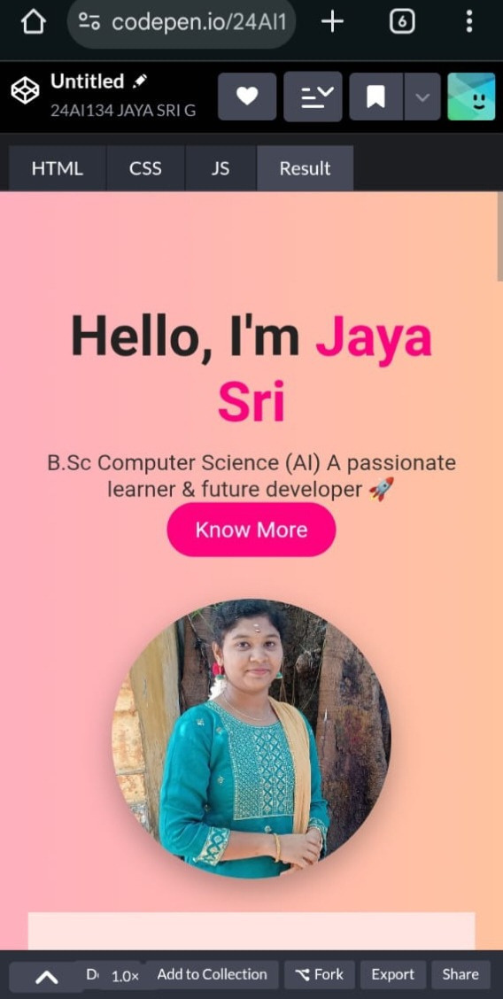 codepen.io/24AI1
6
Untitled
24AI134 JAYA SRI G
HTML CSS JS Result
Hello, I'm Jaya
Sri
B.Sc Computer Science (AI) A passionate
learner & future developer 🚀
Know More
1.0× Add to Collection Fork Export Share